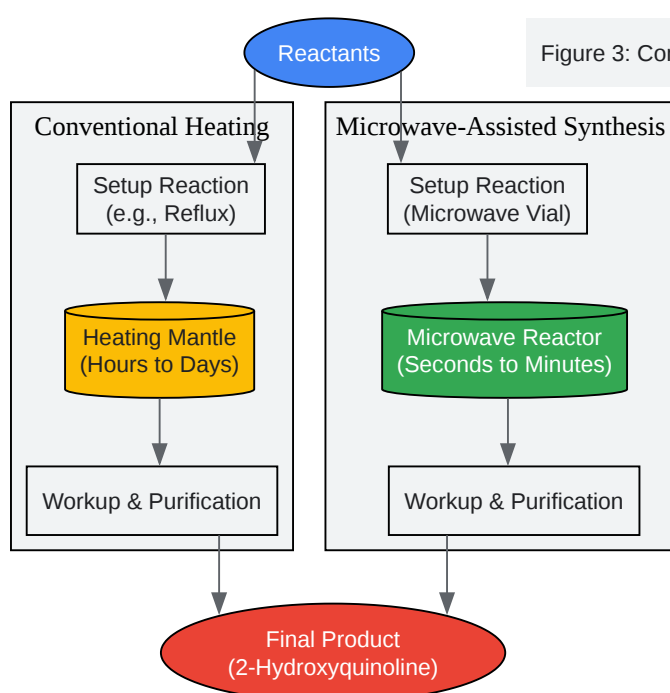 Reactants
Figure 3: Con
Conventional Heating
Microwave-Assisted Synthesis
Setup Reaction
(e.g., Reflux)
Setup Reaction
(Microwave Vial)
Heating Mantle
(Hours to Days)
Microwave Reactor
(Seconds to Minutes)
Workup & Purification
Workup & Purification
Final Product
(2-Hydroxyquinoline)